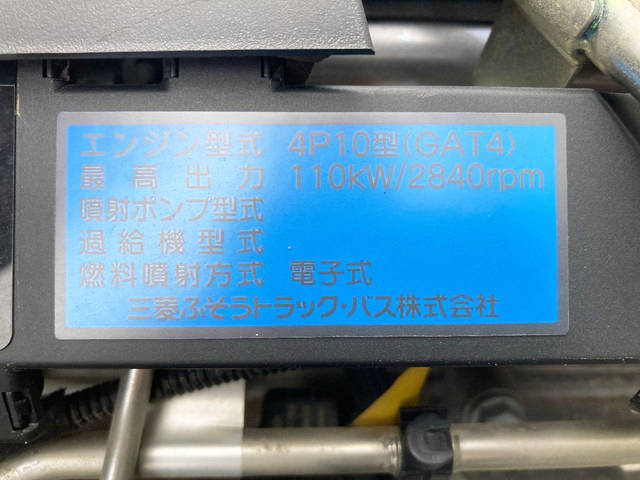 エンジン型式 4P10型(GAT4)
最高出力 110kW/2840rpm
噴射ポンプ型式
過給機型式
燃料噴射方式 電子式
三菱ふそうトラック・バス株式会社